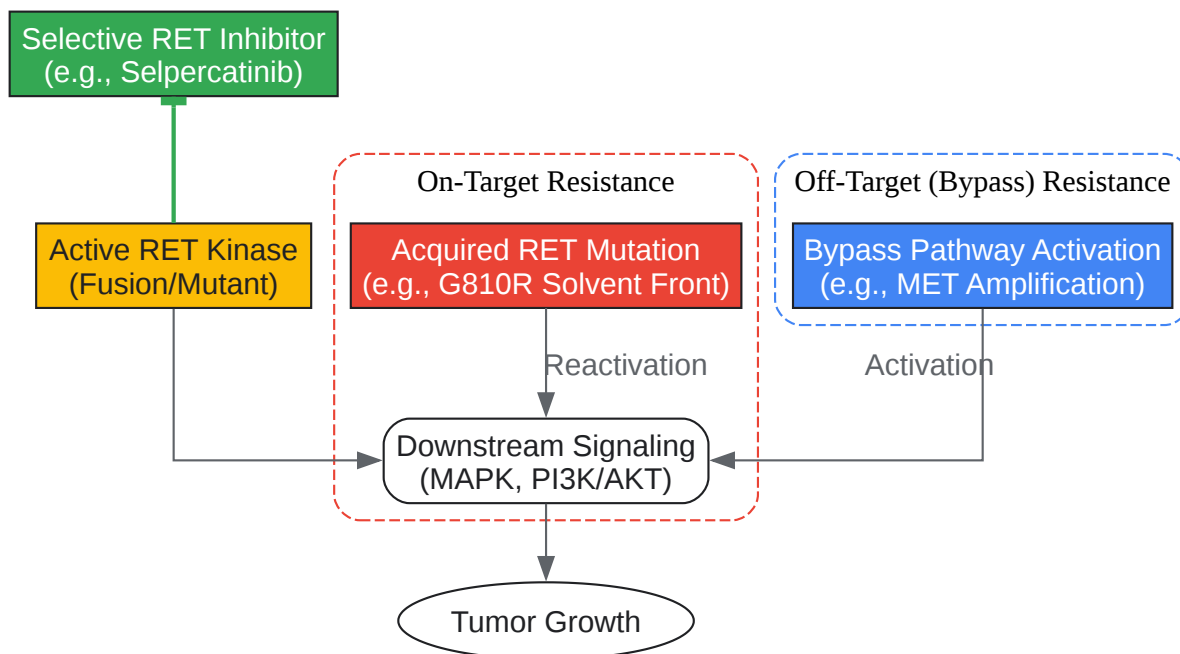 Selective RET Inhibitor
(e.g., Selpercatinib)
On-Target Resistance
Off-Target (Bypass) Resistance
Active RET Kinase
(Fusion/Mutant)
Acquired RET Mutation
(e.g., G810R Solvent Front)
Bypass Pathway Activation
(e.g., MET Amplification)
Reactivation
Activation
Downstream Signaling
(MAPK, PI3K/AKT)
Tumor Growth